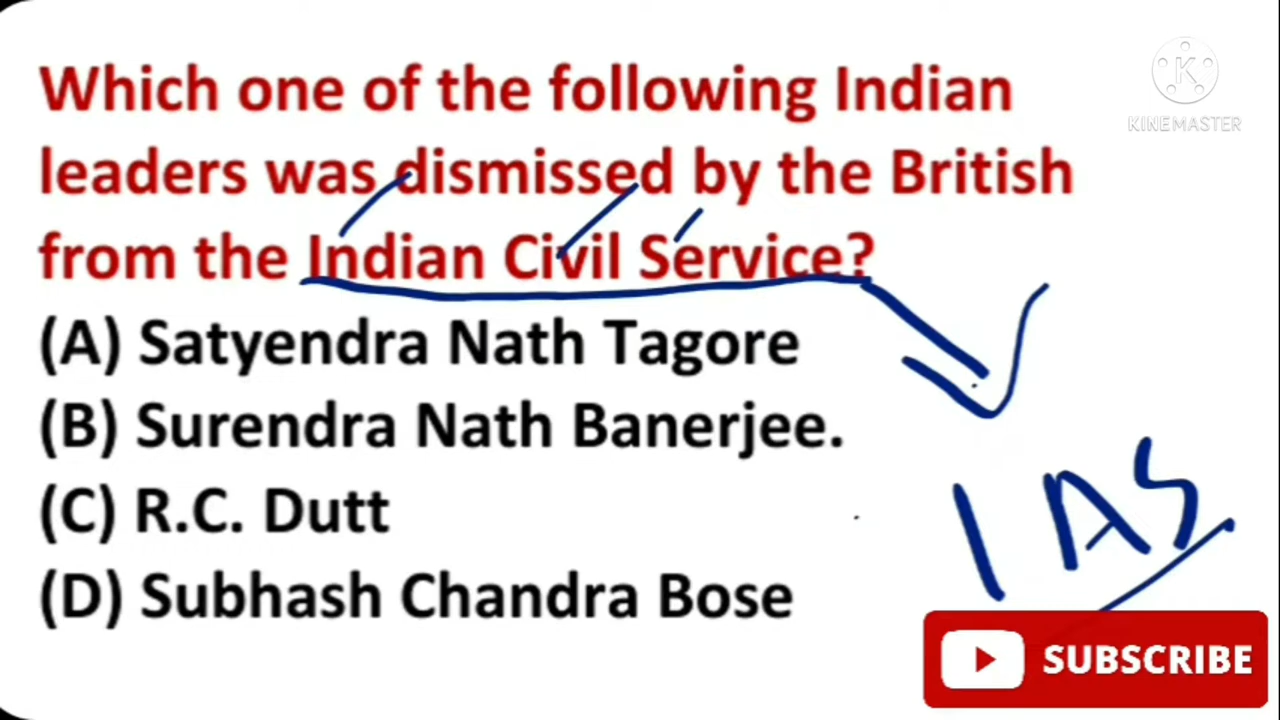 Which one of the following Indian
KINEMASTER
leaders was dismissed by the British
from the Indian Civil Service?
(A) Satyendra Nath Tagore
(B) Surendra Nath Banerjee.
(C) R.C. Dutt
IAS
(D) Subhash Chandra Bose
SUBSCRIBE